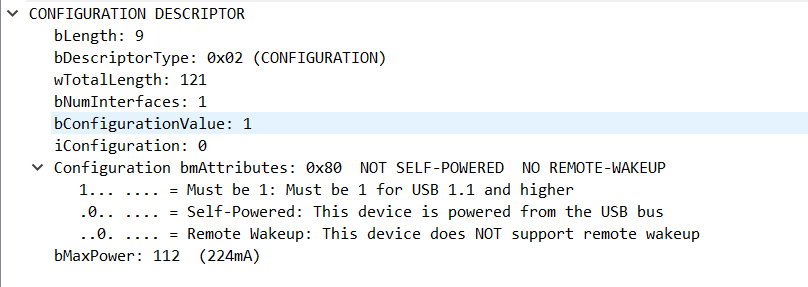 CONFIGURATION DESCRIPTOR
bLength: 9
bDescriptorType: 0x02 (CONFIGURATION)
wTotalLength: 121
bNumInterfaces: 1
bConfigurationValue: 1
iConfiguration: 0
Configuration bmAttributes: 0x80  NOT SELF-POWERED  NO REMOTE-WAKEUP
1... .... = Must be 1: Must be 1 for USB 1.1 and higher
.0.. .... = Self-Powered: This device is powered from the USB bus
..0. .... = Remote Wakeup: This device does NOT support remote wakeup
bMaxPower: 112  (224mA)